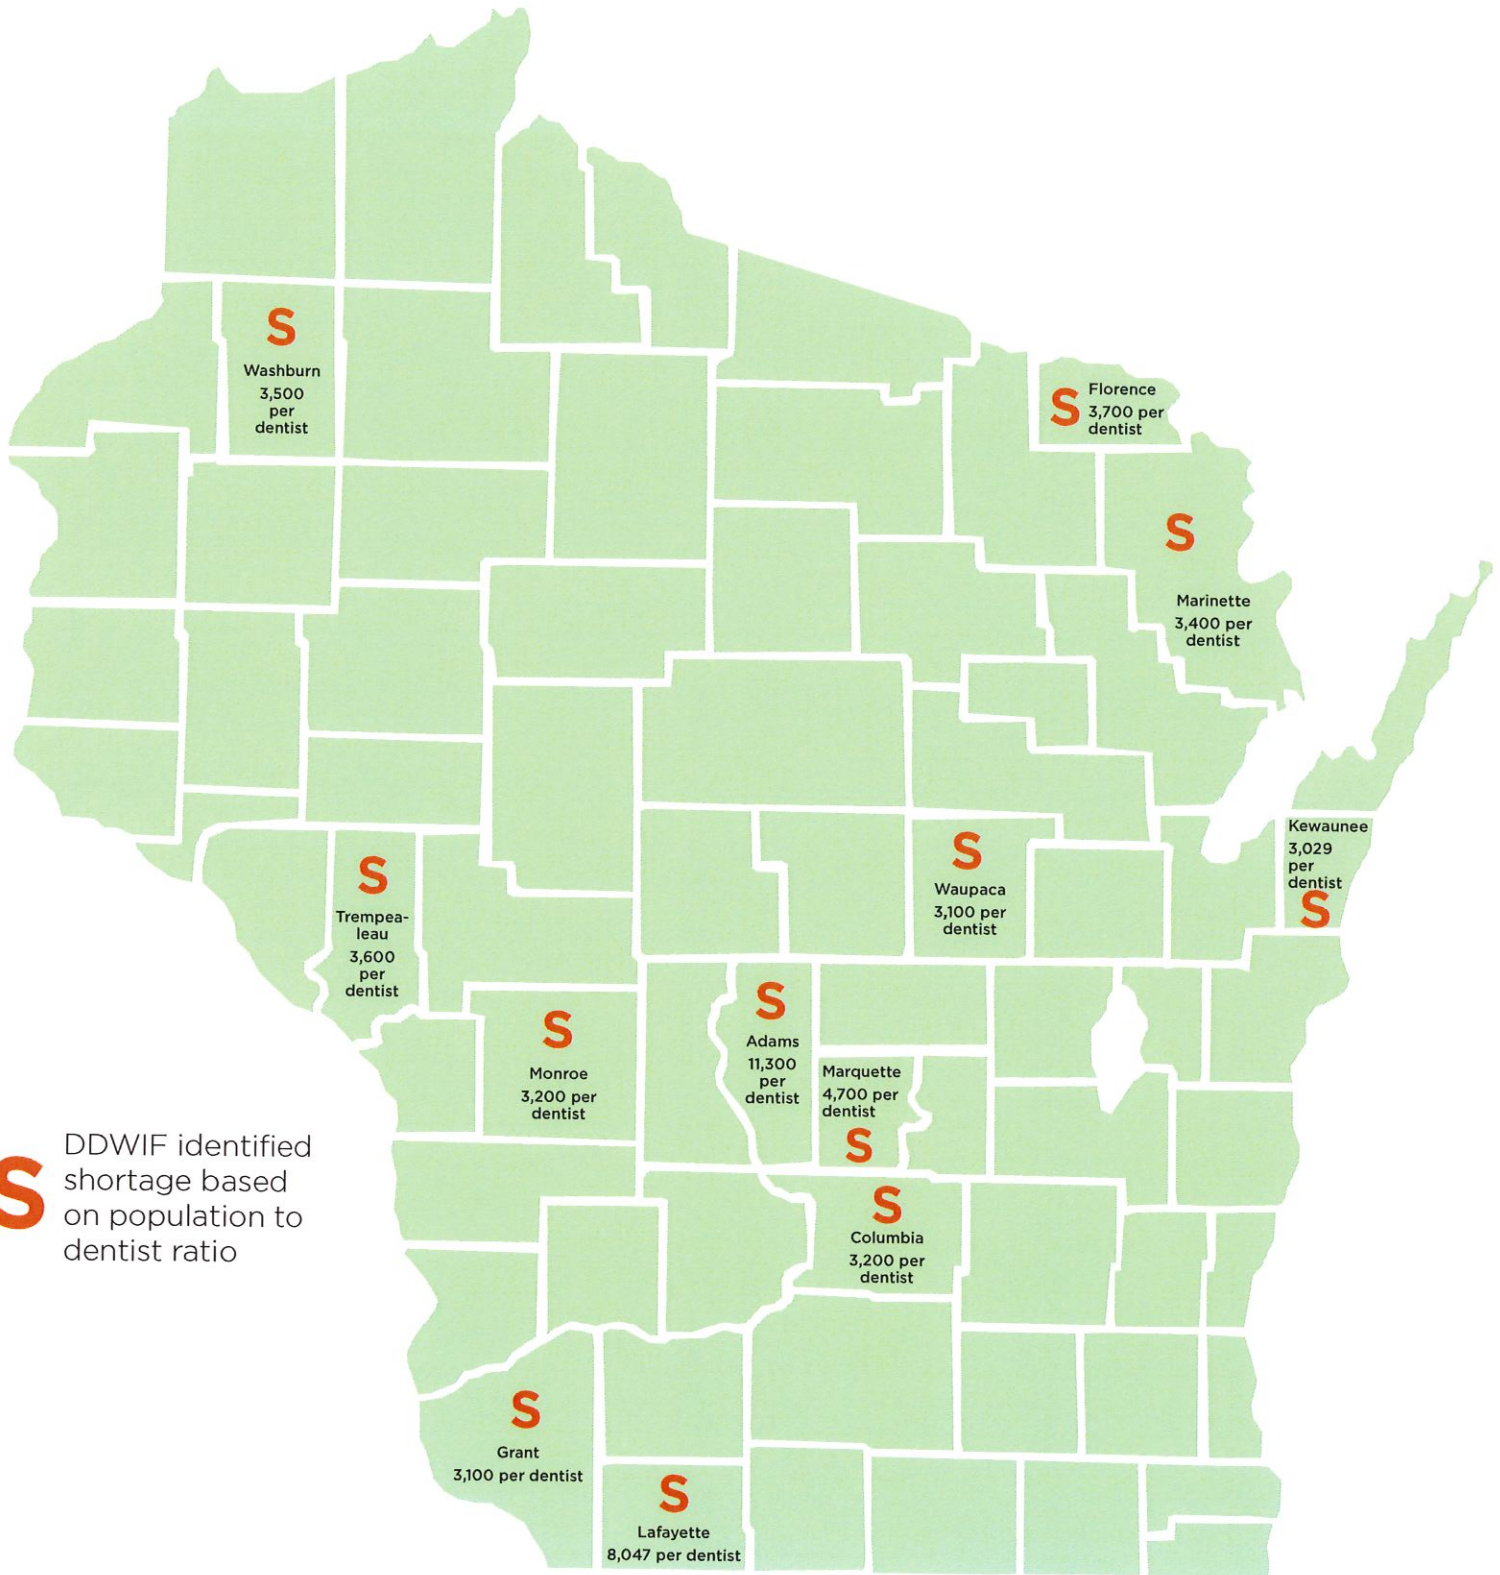 S
Washburn
3,500
per
dentist
S
Florence
3,700 per
dentist
S
Marinette
3,400 per
dentist
Kewaunee
3,029
per
dentist
S
S
Waupaca
3,100 per
dentist
S
Trempea-
leau
3,600
per
dentist
S
Adams
11,300
per
dentist
S
Monroe
3,200 per
dentist
Marquette
4,700 per
dentist
S
S
Columbia
3,200 per
dentist
S
DDWIF identified
shortage based
on population to
dentist ratio
S
Grant
3,100 per dentist
S
Lafayette
8,047 per dentist